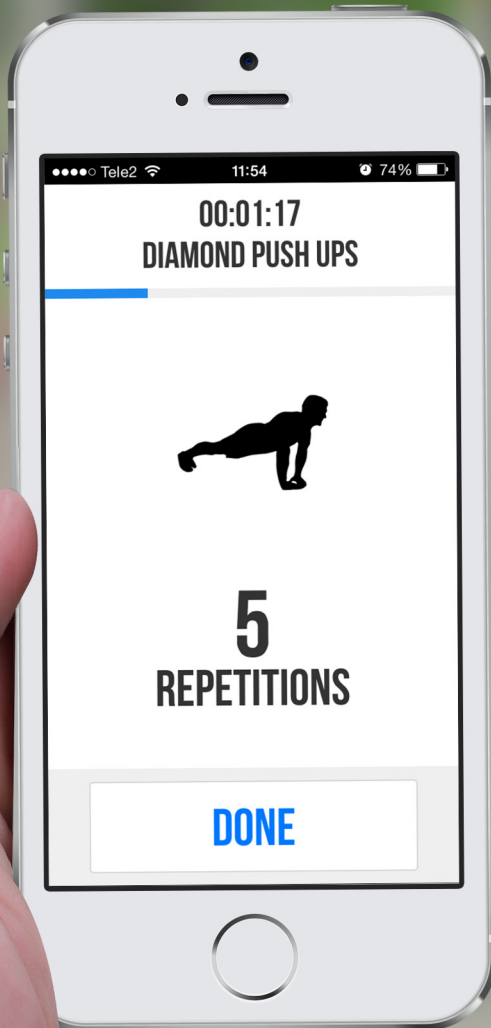 Tele2 11:54 74%
00:01:17
DIAMOND PUSH UPS
5
REPETITIONS
DONE